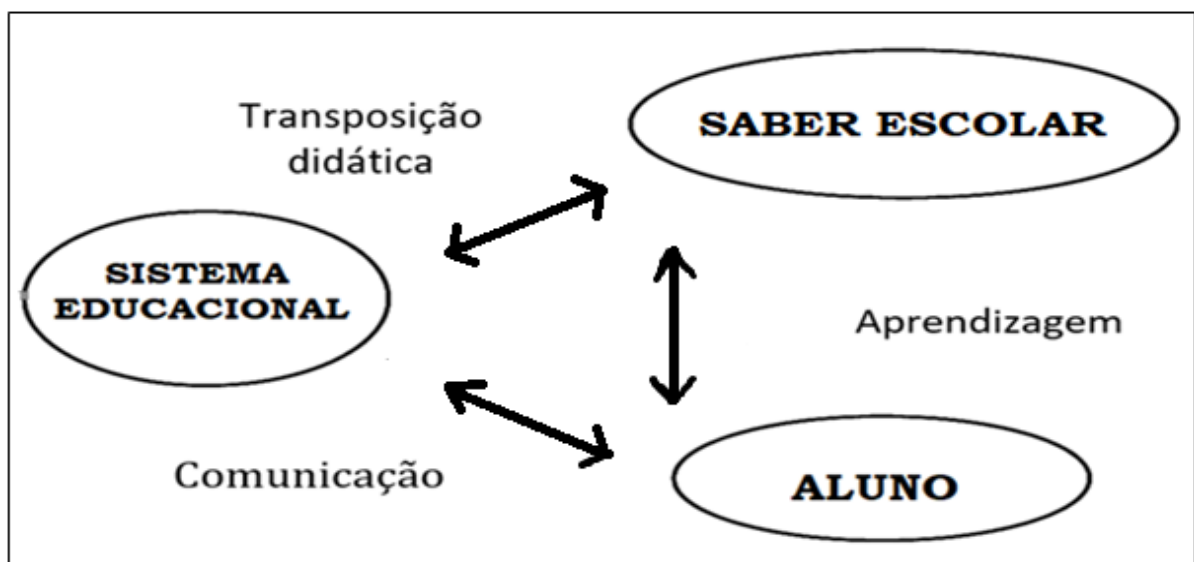 Transposição
didática
SABER ESCOLAR
SISTEMA
EDUCACIONAL
Aprendizagem
Comunicação
ALUNO